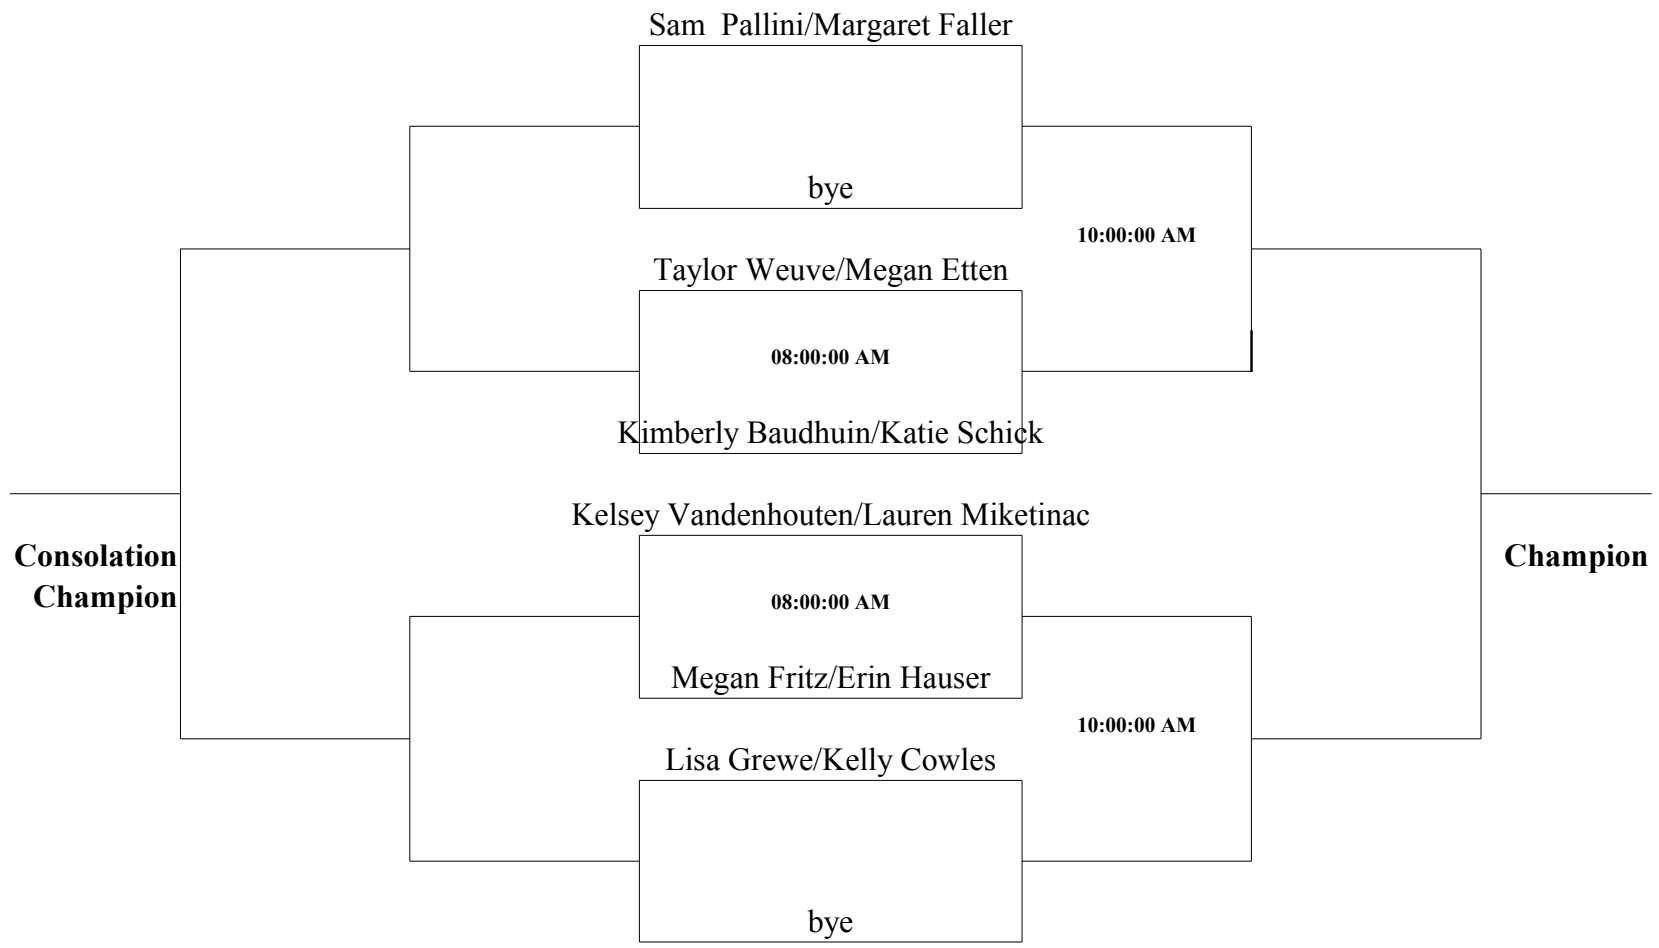 Sam  Pallini/Margaret Faller
bye
10:00:00 AM
Taylor Weuve/Megan Etten
08:00:00 AM
Kimberly Baudhuin/Katie Schick
Kelsey Vandenhouten/Lauren Miketinac
Consolation
Champion
Champion
08:00:00 AM
Megan Fritz/Erin Hauser
10:00:00 AM
Lisa Grewe/Kelly Cowles
bye